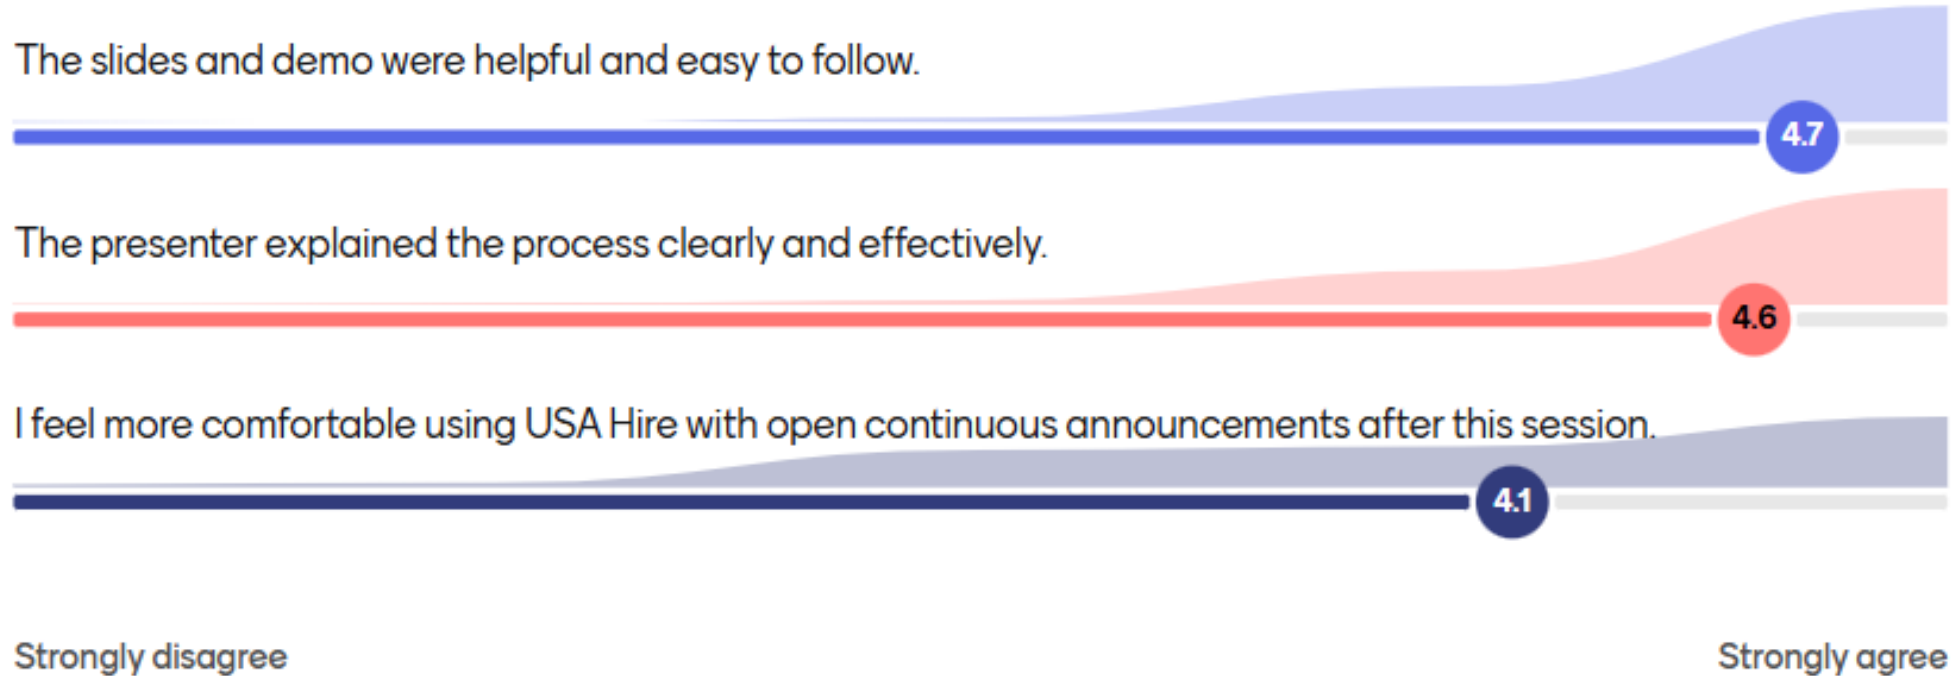 The slides and demo were helpful and easy to follow.
4.7
The presenter explained the process clearly and effectively.
4.6
I feel more comfortable using USA Hire with open continuous announcements after this session.
4.1
Strongly disagree
Strongly agree